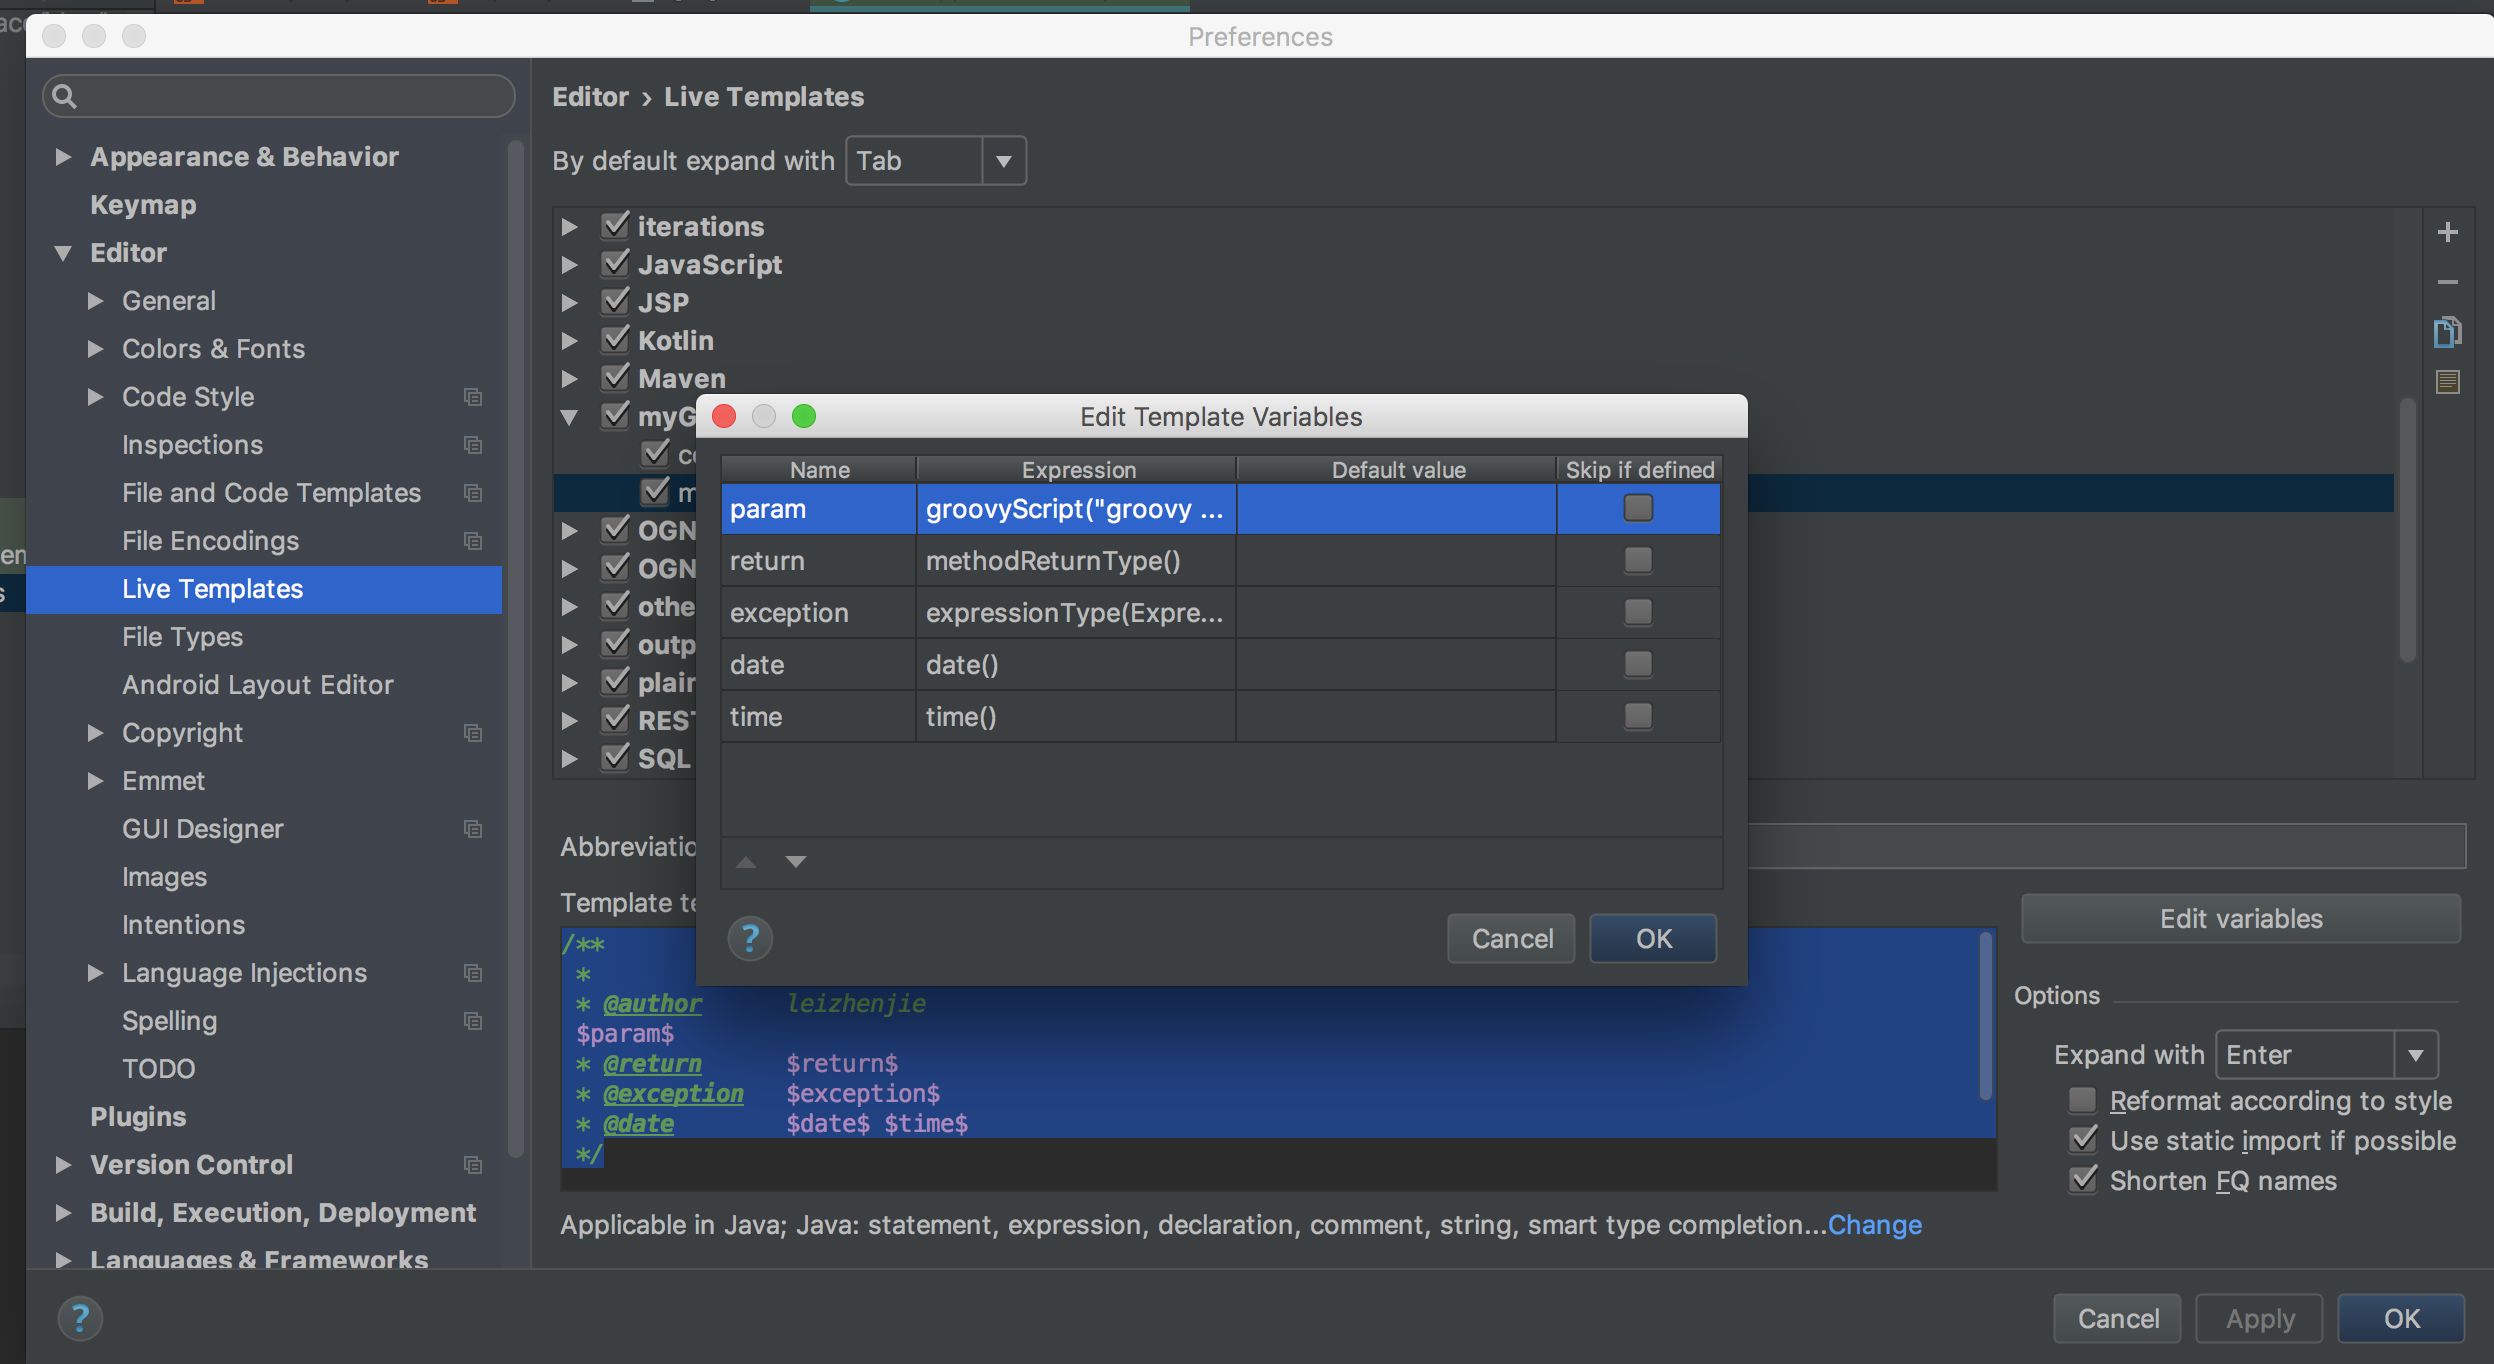 Preferences
Appearance & Behavior
Keymap
Editor
General
Colors & Fonts
Code Style
Inspections
File and Code Templates
File Encodings
Live Templates
File Types
Android Layout Editor
Copyright
Emmet
GUI Designer
Images
Intentions
Language Injections
Spelling
TODO
Plugins
Version Control
Build, Execution, Deployment
Languages & Frameworks
Editor › Live Templates
By default expand with Tab
iterations
JavaScript
JSP
Kotlin
Maven
myG
co
m
OGN
OGN
othe
outp
plair
REST
SQL
Edit Template Variables
Name Expression Default value Skip if defined
param groovyScript("groovy ...
return methodReturnType()
exception expressionType(Expre...
date date()
time time()
? Cancel OK
Abbreviatio
Template te
Edit variables
/**
*
* @author leizhenjie
$param$
* @return $return$
* @exception $exception$
* @date $date$ $time$
*/
Options
Expand with Enter
Reformat according to style
Use static import if possible
Shorten FQ names
Applicable in Java; Java: statement, expression, declaration, comment, string, smart type completion...Change
? Cancel Apply OK